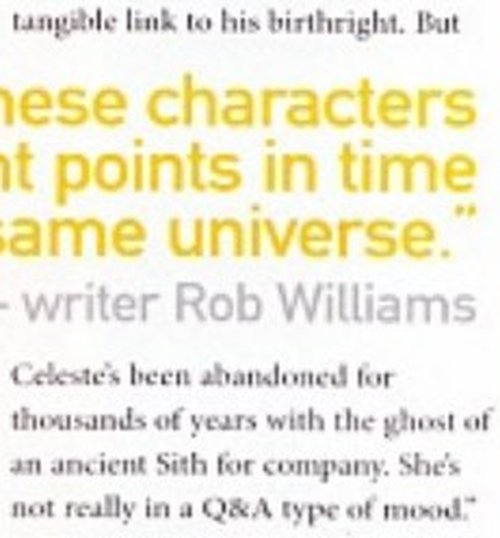 tangible link to his birthright. But
hese characters
nt points in time
same universe.”
- writer Rob Williams
Celeste's been abandoned for
thousands of years with the ghost of
an ancient Sith for company. She's
not really in a Q&A type of mood.”